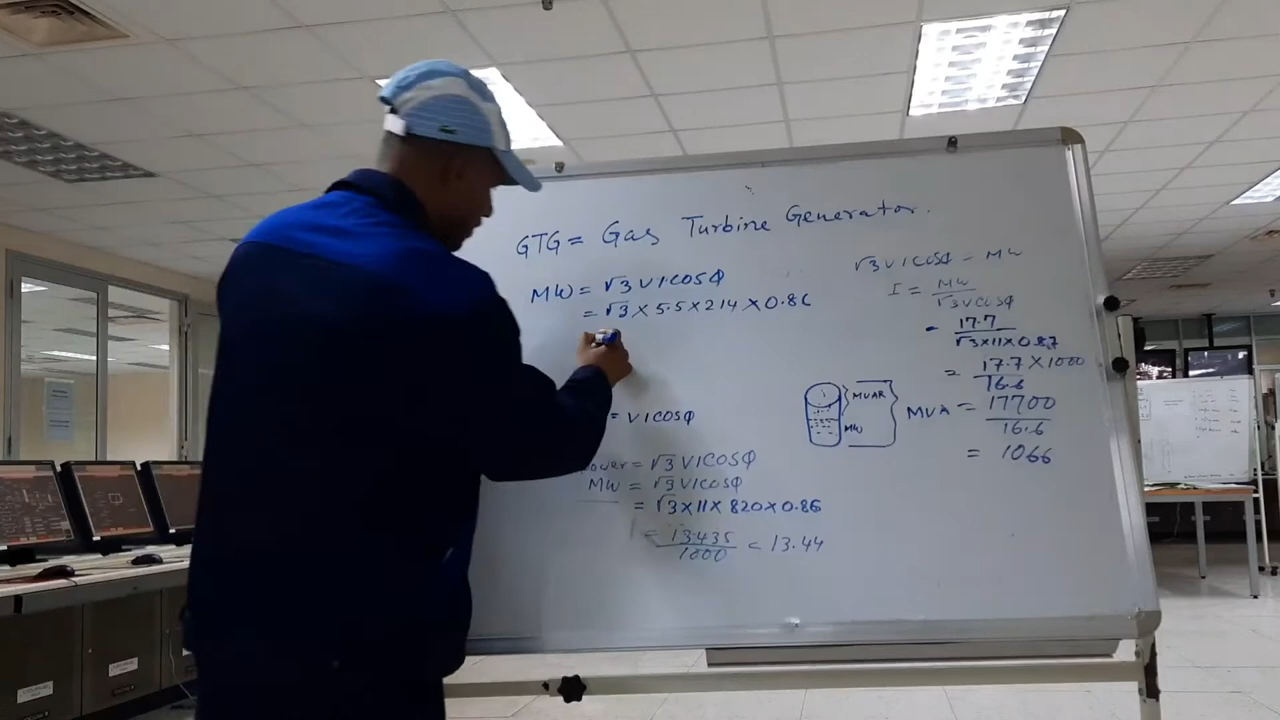 GTG = Gas Turbine Generator.
MW = √3 V I COSφ
= √3 × 5.5 × 214 × 0.86
= V I COSφ
Power = √3 V I COSφ
MW = √3 V I COSφ
= √3 × 11 × 820 × 0.86
= 13435/1000 = 13.44
√3 V I COSφ = MW
I = MW/√3 V COSφ
= 17.7/√3×11×0.87
= 17.7 × 1000/16.6
MVAR
MW
MVA = 17700/16.6
= 1066